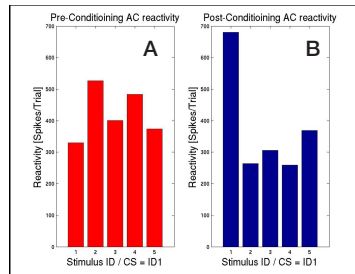 Pre-Conditioining AC reactivity
A
Reactivity [Spikes/Trial]
700
600
500
400
300
200
100
0
1 2 3 4 5
Stimulus ID / CS = ID1
Post-Conditioining AC reactivity
B
Reactivity [Spikes/Trial]
700
600
500
400
300
200
100
0
1 2 3 4 5
Stimulus ID / CS = ID1